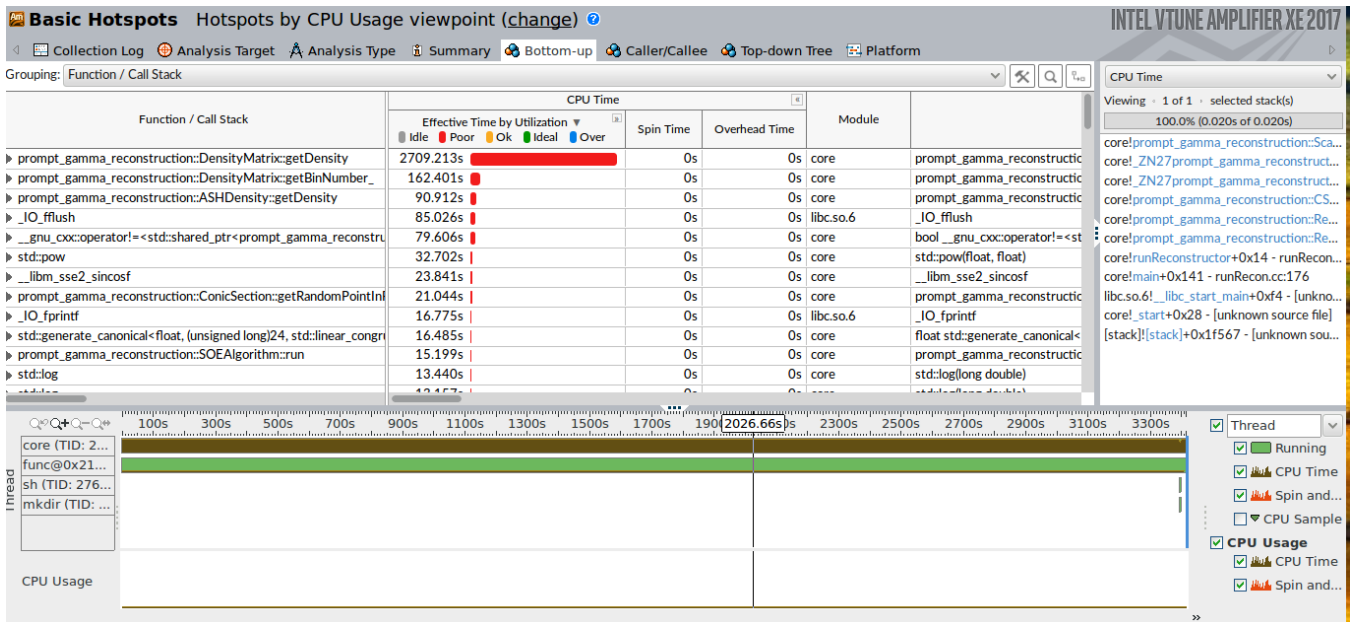 Basic Hotspots Hotspots by CPU Usage viewpoint (change) ?
INTEL VTUNE AMPLIFIER XE 2017
Collection Log Analysis Target Analysis Type Summary Bottom-up Caller/Callee Top-down Tree Platform
Grouping: Function / Call Stack
CPU Time
Function / Call Stack
CPU Time
Effective Time by Utilization
Idle Poor Ok Ideal Over
Spin Time
Overhead Time
Module
prompt_gamma_reconstruction::DensityMatrix::getDensity 2709.213s 0s 0s core prompt_gamma_reconstructic
prompt_gamma_reconstruction::DensityMatrix::getBinNumber_ 162.401s 0s 0s core prompt_gamma_reconstructic
prompt_gamma_reconstruction::ASHDensity::getDensity 90.912s 0s 0s core prompt_gamma_reconstructic
_IO_fflush 85.026s 0s 0s libc.so.6 _IO_fflush
__gnu_cxx::operator!=<std::shared_ptr<prompt_gamma_reconstru 79.606s 0s 0s core bool __gnu_cxx::operator!=<st
std::pow 32.702s 0s 0s core std::pow(float, float)
__libm_sse2_sincosf 23.841s 0s 0s core __libm_sse2_sincosf
prompt_gamma_reconstruction::ConicSection::getRandomPointInI 21.044s 0s 0s core prompt_gamma_reconstructic
_IO_fprintf 16.775s 0s 0s libc.so.6 _IO_fprintf
std::generate_canonical<float, (unsigned long)24, std::linear_congru 16.485s 0s 0s core float std::generate_canonical<
prompt_gamma_reconstruction::SOEAlgorithm::run 15.199s 0s 0s core prompt_gamma_reconstructic
std::log 13.440s 0s 0s core std::log(long double)
Viewing 1 of 1 selected stack(s)
100.0% (0.020s of 0.020s)
core!prompt_gamma_reconstruction::Sca...
core!_ZN27prompt_gamma_reconstruct...
core!_ZN27prompt_gamma_reconstruct...
core!prompt_gamma_reconstruction::CS...
core!prompt_gamma_reconstruction::Re...
core!prompt_gamma_reconstruction::Re...
core!runReconstructor+0x14 - runRecon...
core!main+0x141 - runRecon.cc:176
libc.so.6!__libc_start_main+0xf4 - [unkno...
core!_start+0x28 - [unknown source file]
[stack]![stack]+0x1f567 - [unknown sou...
100s 300s 500s 700s 900s 1100s 1300s 1500s 1700s 2026.66s 2300s 2500s 2700s 2900s 3100s 3300s
Thread
core (TID: 2...
func@0x21...
sh (TID: 276...
mkdir (TID: ...
CPU Usage
Thread
Running
CPU Time
Spin and...
CPU Sample
CPU Usage
CPU Time
Spin and...